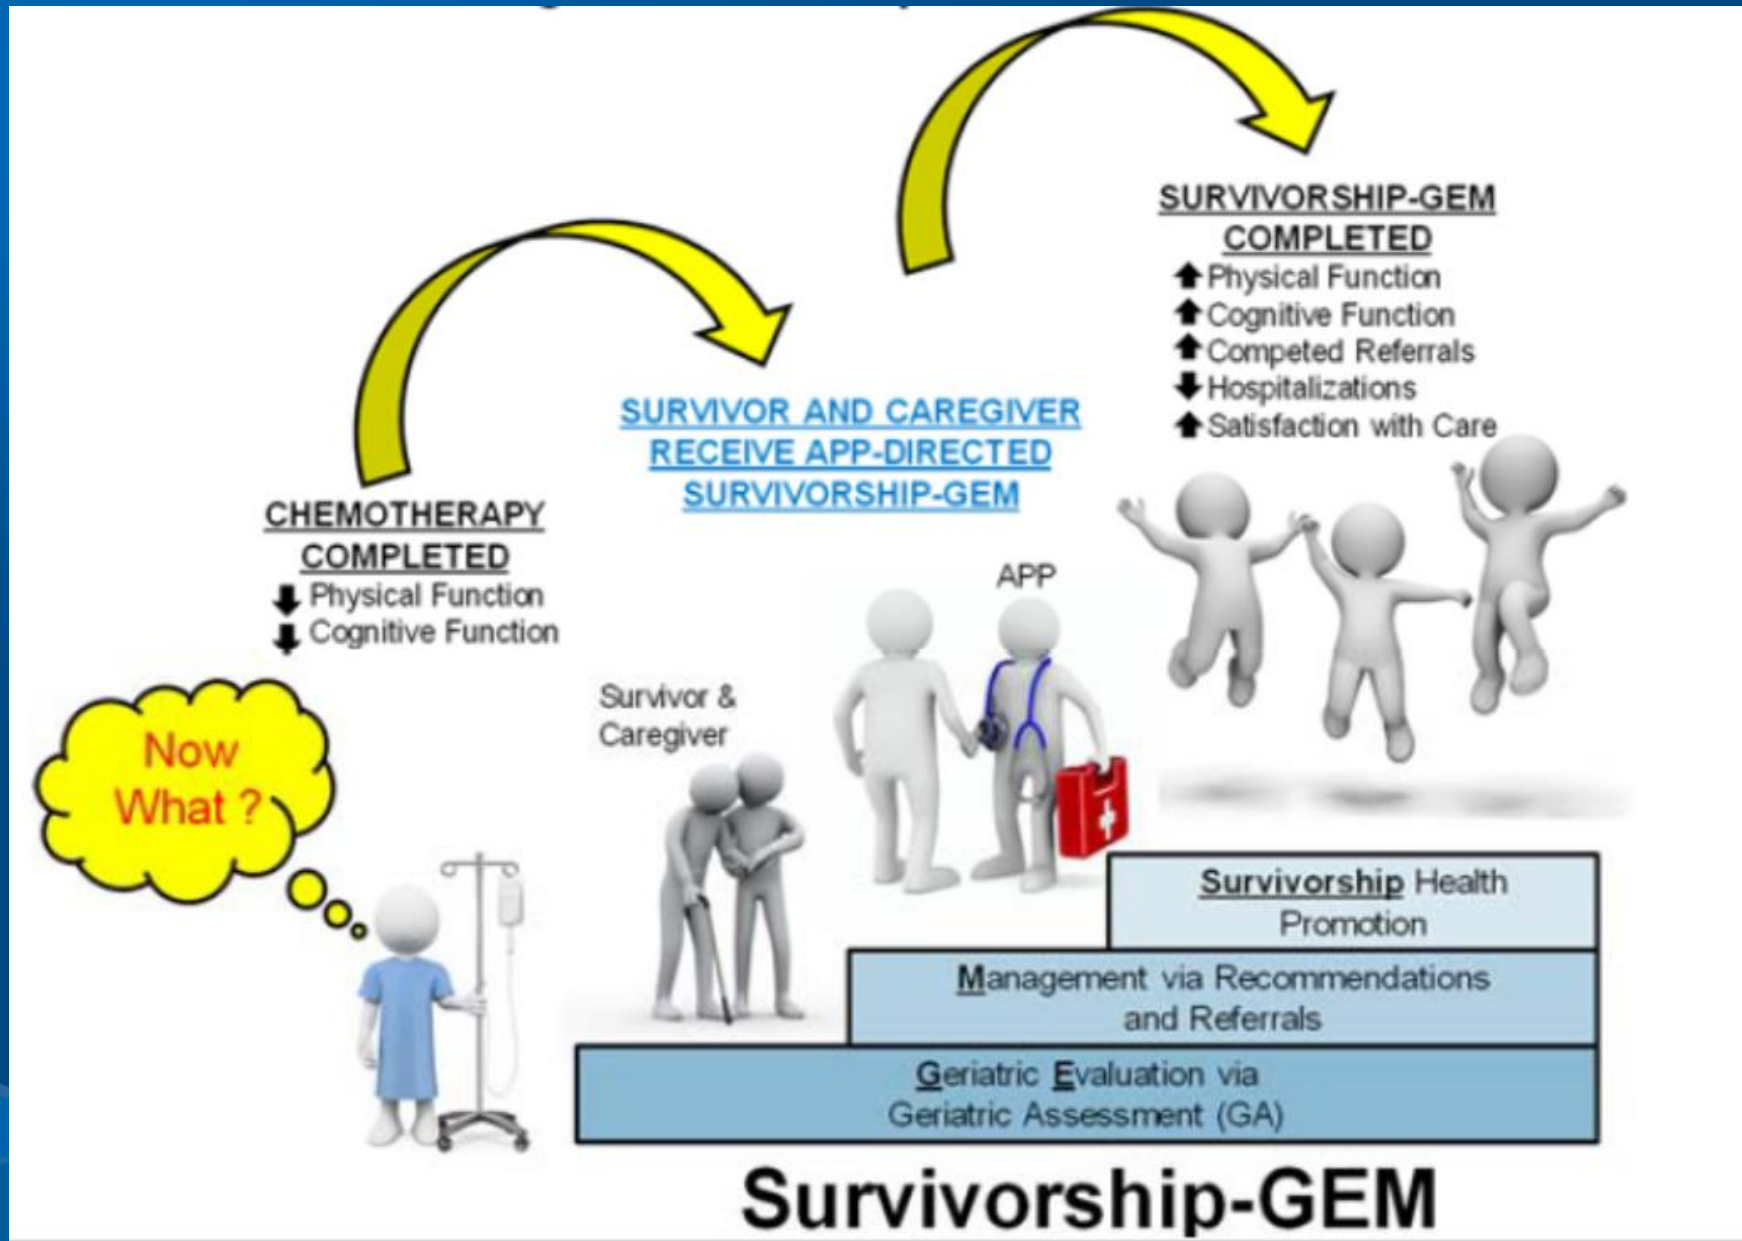 CHEMOTHERAPY
COMPLETED
Physical Function
Cognitive Function
Now
What ?
SURVIVOR AND CAREGIVER
RECEIVE APP-DIRECTED
SURVIVORSHIP-GEM
Survivor &
Caregiver
APP
SURVIVORSHIP-GEM
COMPLETED
Physical Function
Cognitive Function
Competed Referrals
Hospitalizations
Satisfaction with Care
Survivorship Health
Promotion
Management via Recommendations
and Referrals
Geriatric Evaluation via
Geriatric Assessment (GA)
Survivorship-GEM